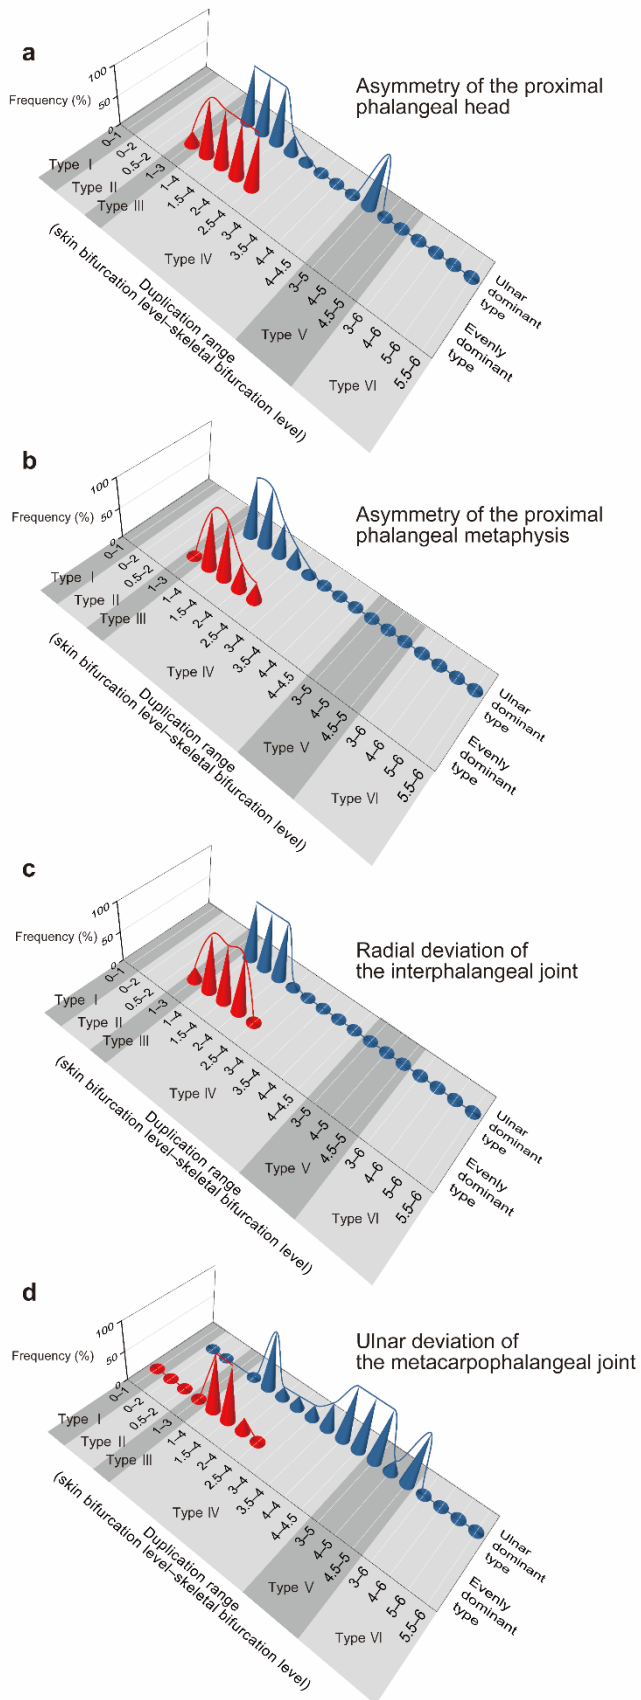 a
Asymmetry of the proximal
phalangeal head
Frequency (%)
100
50
0
0–1
0–2
0.5–2
1–3
1–4
1.5–4
2–4
2.5–4
3–4
3.5–4
4–4
4–4.5
3–5
4–5
4.5–5
3–6
4–6
5–6
5.5–6
Type I
Type II
Type III
Type IV
Type V
Type VI
Duplication range
(skin bifurcation level–skeletal bifurcation level)
Ulnar
dominant
type
Evenly
dominant
type
b
Asymmetry of the proximal
phalangeal metaphysis
Frequency (%)
100
50
0
0–1
0–2
0.5–2
1–3
1–4
1.5–4
2–4
2.5–4
3–4
3.5–4
4–4
4–4.5
3–5
4–5
4.5–5
3–6
4–6
5–6
5.5–6
Type I
Type II
Type III
Type IV
Type V
Type VI
Duplication range
(skin bifurcation level–skeletal bifurcation level)
Ulnar
dominant
type
Evenly
dominant
type
c
Radial deviation of
the interphalangeal joint
Frequency (%)
100
50
0
0–1
0–2
0.5–2
1–3
1–4
1.5–4
2–4
2.5–4
3–4
3.5–4
4–4
4–4.5
3–5
4–5
4.5–5
3–6
4–6
5–6
5.5–6
Type I
Type II
Type III
Type IV
Type V
Type VI
Duplication range
(skin bifurcation level–skeletal bifurcation level)
Ulnar
dominant
type
Evenly
dominant
type
d
Ulnar deviation of
the metacarpophalangeal joint
Frequency (%)
100
50
0
0–1
0–2
0.5–2
1–3
1–4
1.5–4
2–4
2.5–4
3–4
3.5–4
4–4
4–4.5
3–5
4–5
4.5–5
3–6
4–6
5–6
5.5–6
Type I
Type II
Type III
Type IV
Type V
Type VI
Duplication range
(skin bifurcation level–skeletal bifurcation level)
Ulnar
dominant
type
Evenly
dominant
type